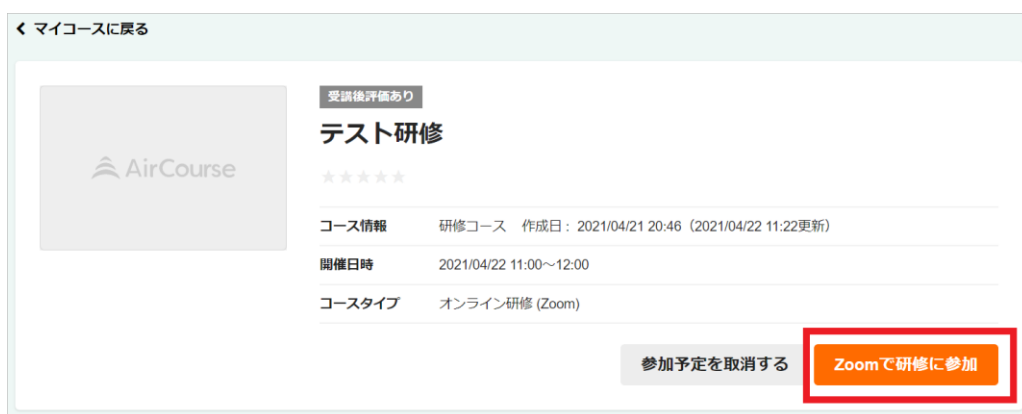 マイコースに戻る
受講後評価あり
テスト研修
AirCourse
コース情報 研修コース 作成日 : 2021/04/21 20:46（2021/04/22 11:22更新）
開催日時 2021/04/22 11:00～12:00
コースタイプ オンライン研修 (Zoom)
参加予定を取消する Zoomで研修に参加